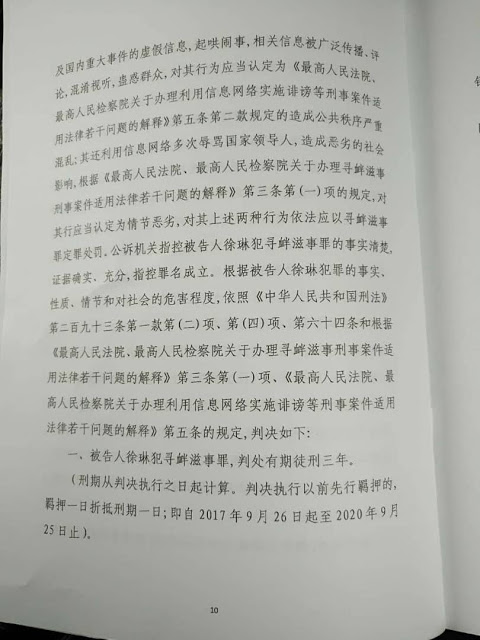 及国内重大事件的虚假信息,起哄闹事,相关信息被广泛传播、评
论,混淆视听,蛊惑群众,对其行为应当认定为《最高人民法院、
最高人民检察院关于办理利用信息网络实施诽谤等刑事案件适
用法律若干问题的解释》第五条第二款规定的造成公共秩序严重
混乱;其还利用信息网络多次辱骂国家领导人,造成恶劣的社会
影响,根据《最高人民法院、最高人民检察院关于办理寻衅滋事
刑事案件适用法律若干问题的解释》第三条第(一)项的规定,对
其行应当认定为情节恶劣,对其上述两种行为依法应以寻衅滋事
罪定罪处罚。公诉机关指控被告人徐琳犯寻衅滋事罪的事实清楚,
证据确实、充分,指控罪名成立。根据被告人徐琳犯罪的事实、
性质、情节和对社会的危害程度,依照《中华人民共和国刑法》
第二百九十三条第一款第(二)项、第(四)项、第六十四条和根据
《最高人民法院、最高人民检察院关于办理寻衅滋事刑事案件适
用法律若干问题的解释》第三条第(一)项、《最高人民法院、最
高人民检察院关于办理利用信息网络实施诽谤等刑事案件适用
法律若干问题的解释》第五条的规定,判决如下:
一、被告人徐琳犯寻衅滋事罪,判处有期徒刑三年。
(刑期从判决执行之日起计算。判决执行以前先行羁押的,
羁押一日折抵刑期一日;即自2017年9月26日起至2020年9月
25日止)。
10